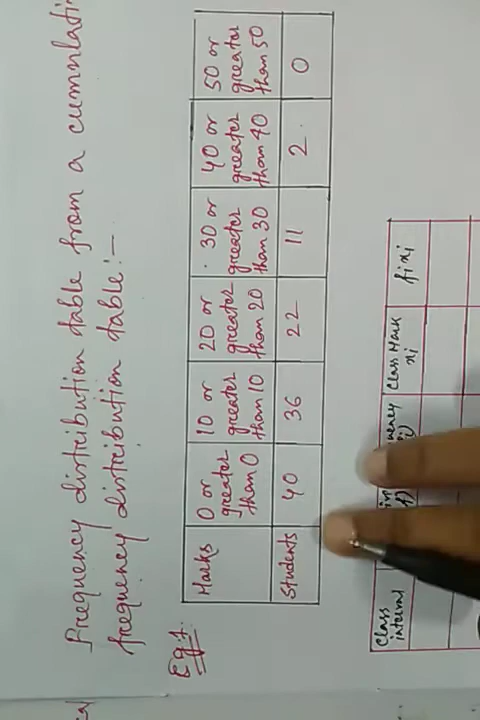 Frequency distribution table from a
frequency distribution table :-
Eg 1.
Marks | 0 or greater than 0 | 10 or greater than 10 | 20 or greater than 20 | 30 or greater than 30 | 40 or greater than 40 | 50 or greater than 50
Students | 40 | 36 | 22 | 11 | 2 | 0
Class interval | Class Mark xi | fixi